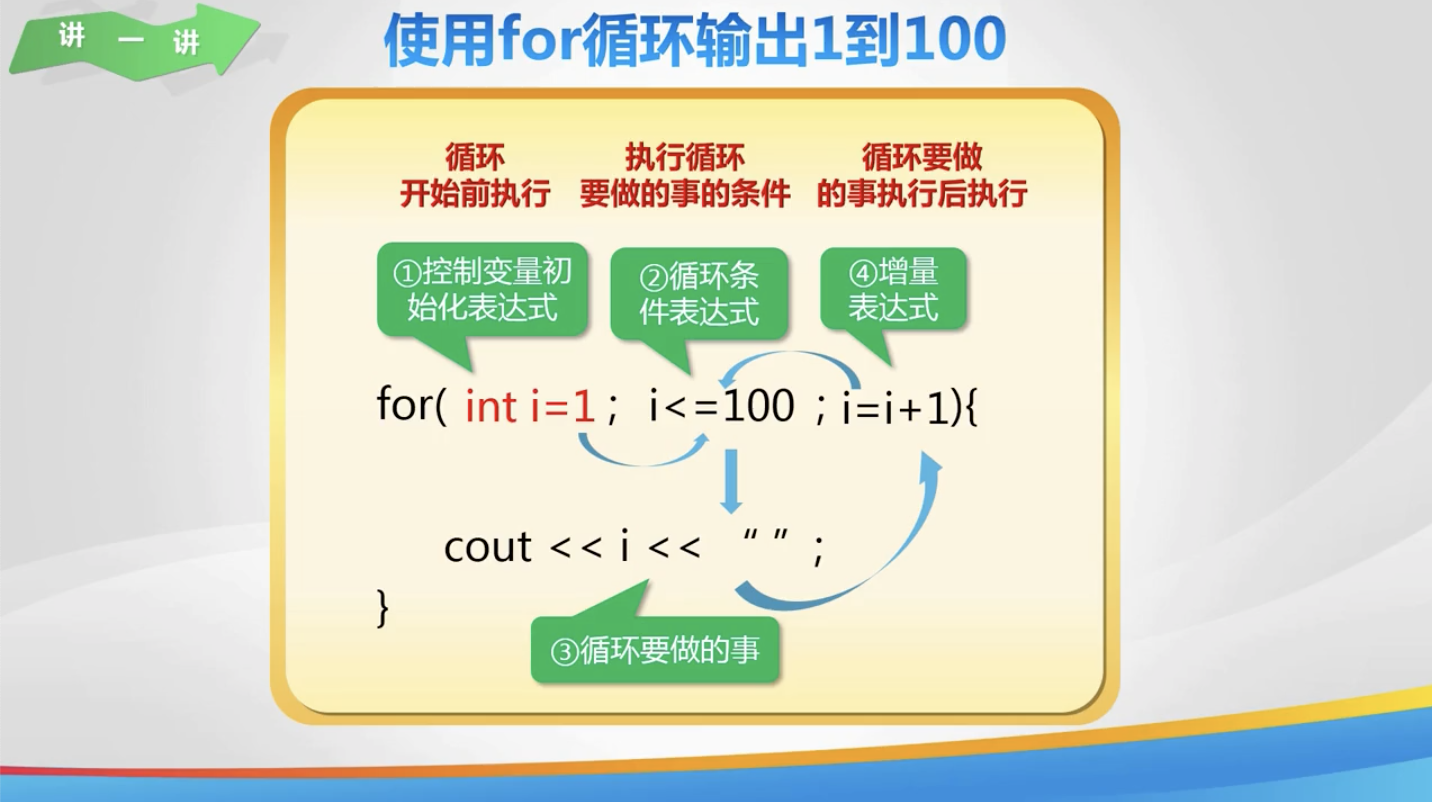 讲一讲
使用for循环输出1到100
循环
开始前执行
执行循环
要做的事的条件
循环要做
的事执行后执行
①控制变量初
始化表达式
②循环条
件表达式
④增量
表达式
for( int i=1 ; i<=100 ; i=i+1){
cout << i << “ ” ;
}
③循环要做的事